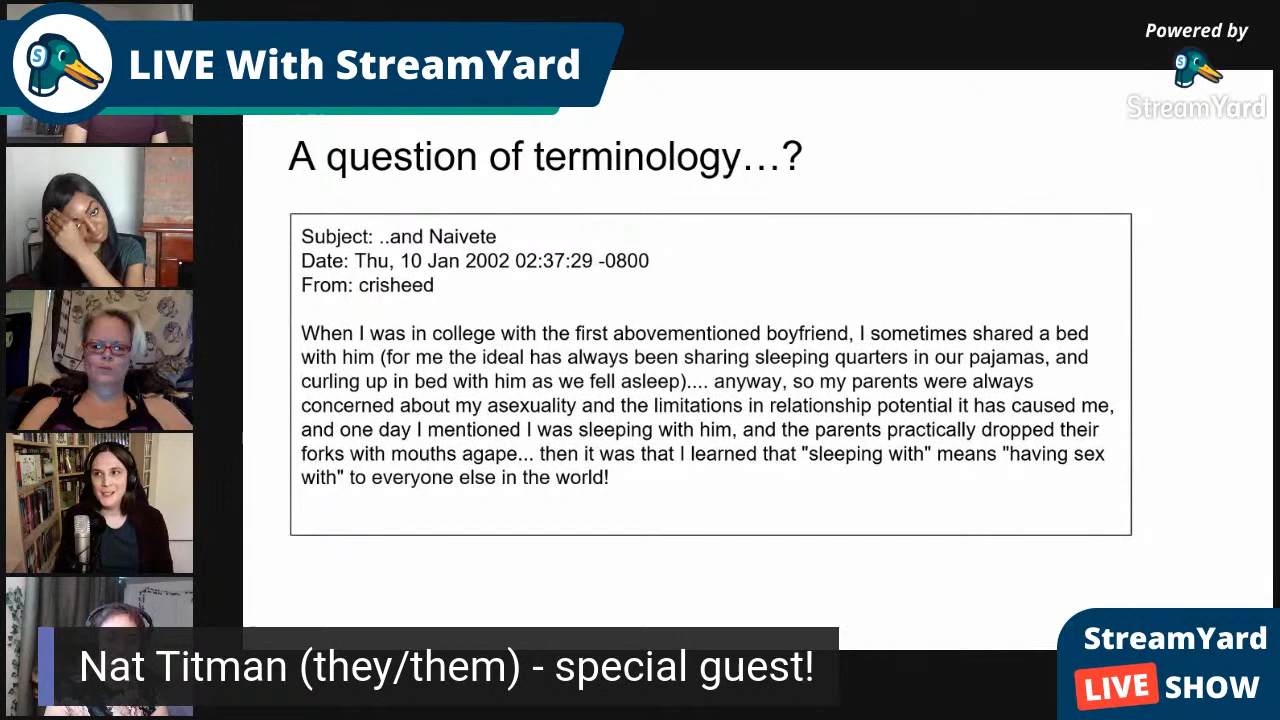 LIVE With StreamYard
Powered by
StreamYard
A question of terminology…?
Subject: ..and Naivete
Date: Thu, 10 Jan 2002 02:37:29 -0800
From: crisheed
When I was in college with the first abovementioned boyfriend, I sometimes shared a bed
with him (for me the ideal has always been sharing sleeping quarters in our pajamas, and
curling up in bed with him as we fell asleep).... anyway, so my parents were always
concerned about my asexuality and the limitations in relationship potential it has caused me,
and one day I mentioned I was sleeping with him, and the parents practically dropped their
forks with mouths agape... then it was that I learned that "sleeping with" means "having sex
with" to everyone else in the world!
Nat Titman (they/them) - special guest!
StreamYard
LIVE SHOW